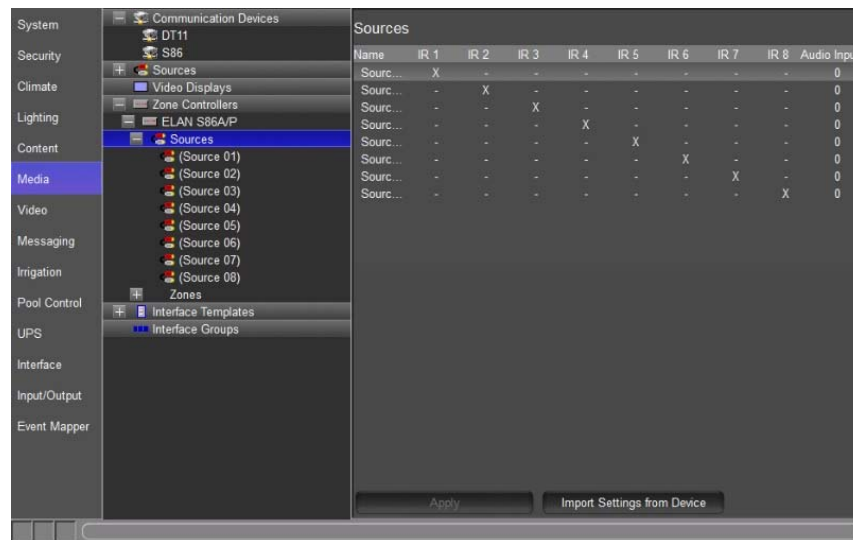 System
Security
Climate
Lighting
Content
Media
Video
Messaging
Irrigation
Pool Control
UPS
Interface
Input/Output
Event Mapper
Communication Devices
DT11
S86
Sources
Video Displays
Zone Controllers
ELAN S86A/P
Sources
(Source 01)
(Source 02)
(Source 03)
(Source 04)
(Source 05)
(Source 06)
(Source 07)
(Source 08)
Zones
Interface Templates
Interface Groups
Sources
Name IR 1 IR 2 IR 3 IR 4 IR 5 IR 6 IR 7 IR 8 Audio Inpu
Sourc... X - - - - - - - 0
Sourc... - X - - - - - - 0
Sourc... - - X - - - - - 0
Sourc... - - - X - - - - 0
Sourc... - - - - X - - - 0
Sourc... - - - - - X - - 0
Sourc... - - - - - - X - 0
Sourc... - - - - - - - X 0
Apply Import Settings from Device